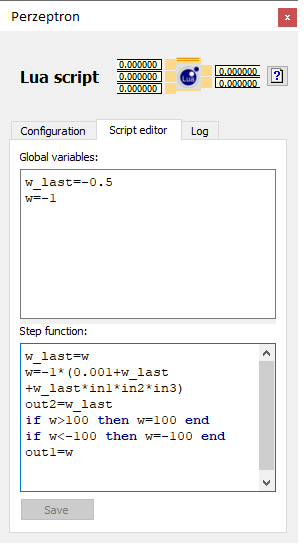 Perzeptron
x
Lua script
0.000000
0.000000
0.000000
Lua
0.000000
0.000000
?
Configuration
Script editor
Log
Global variables:
w_last=-0.5
w=-1
Step function:
w_last=w
w=-1*(0.001+w_last
+w_last*in1*in2*in3)
out2=w_last
if w>100 then w=100 end
if w<-100 then w=-100 end
out1=w
Save